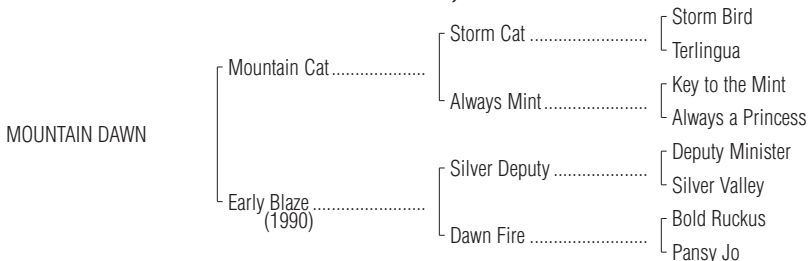 Storm Bird
Storm Cat ........................
Terlingua
Mountain Cat...................
Key to the Mint
Always Mint.....................
Always a Princess
MOUNTAIN DAWN
Deputy Minister
Silver Deputy ...................
Silver Valley
Early Blaze .......................
(1990)
Bold Ruckus
Dawn Fire ........................
Pansy Jo